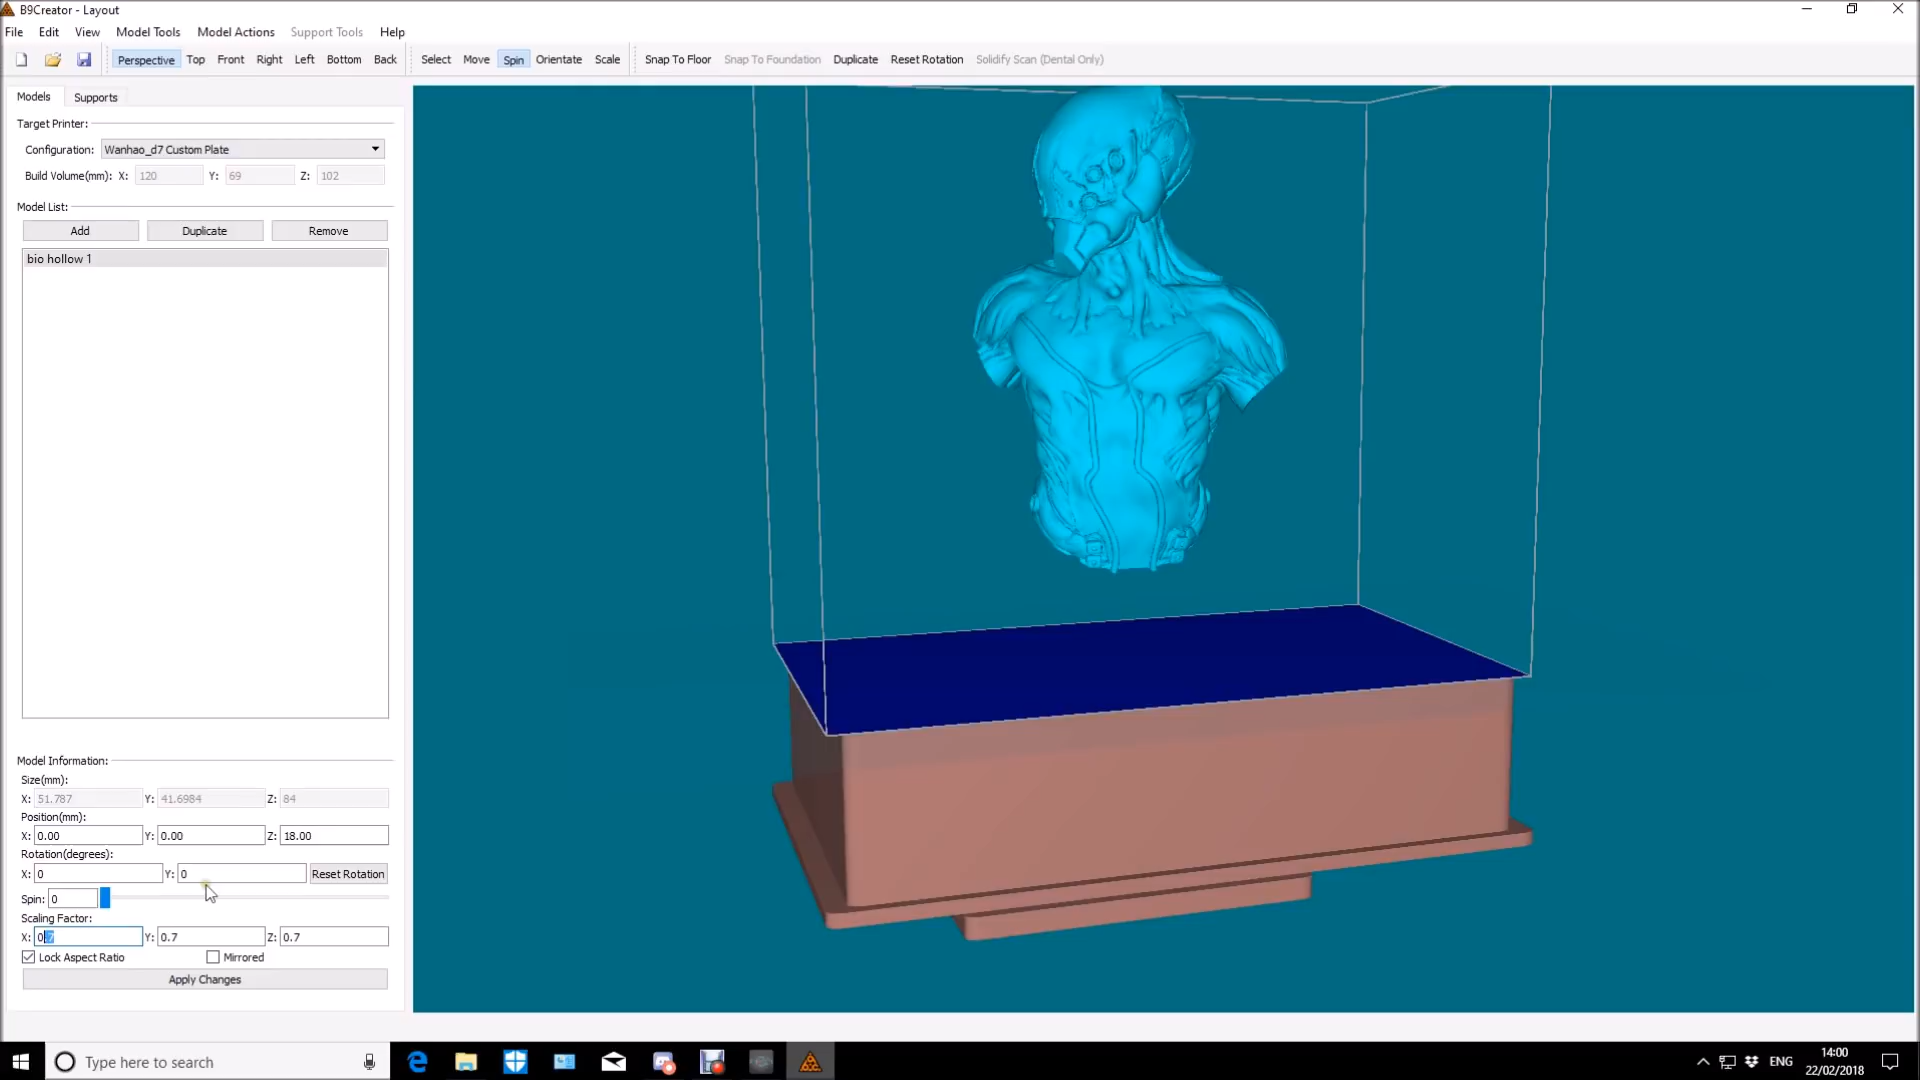 B9Creator - Layout
File Edit View Model Tools Model Actions Support Tools Help
Perspective Top Front Right Left Bottom Back Select Move Spin Orientate Scale Snap To Floor Snap To Foundation Duplicate Reset Rotation Solidify Scan (Dental Only)
Models Supports
Target Printer:
Configuration: Wanhao_d7 Custom Plate
Build Volume(mm): X: 120 Y: 69 Z: 102
Model List:
Add Duplicate Remove
bio hollow 1
Model Information:
Size(mm):
X: 51.787 Y: 41.6984 Z: 84
Position(mm):
X: 0.00 Y: 0.00 Z: 18.00
Rotation(degrees):
X: 0 Y: 0 Reset Rotation
Spin: 0
Scaling Factor:
X: 0.7 Y: 0.7 Z: 0.7
Lock Aspect Ratio Mirrored
Apply Changes
Type here to search
ENG
14:00
22/02/2018